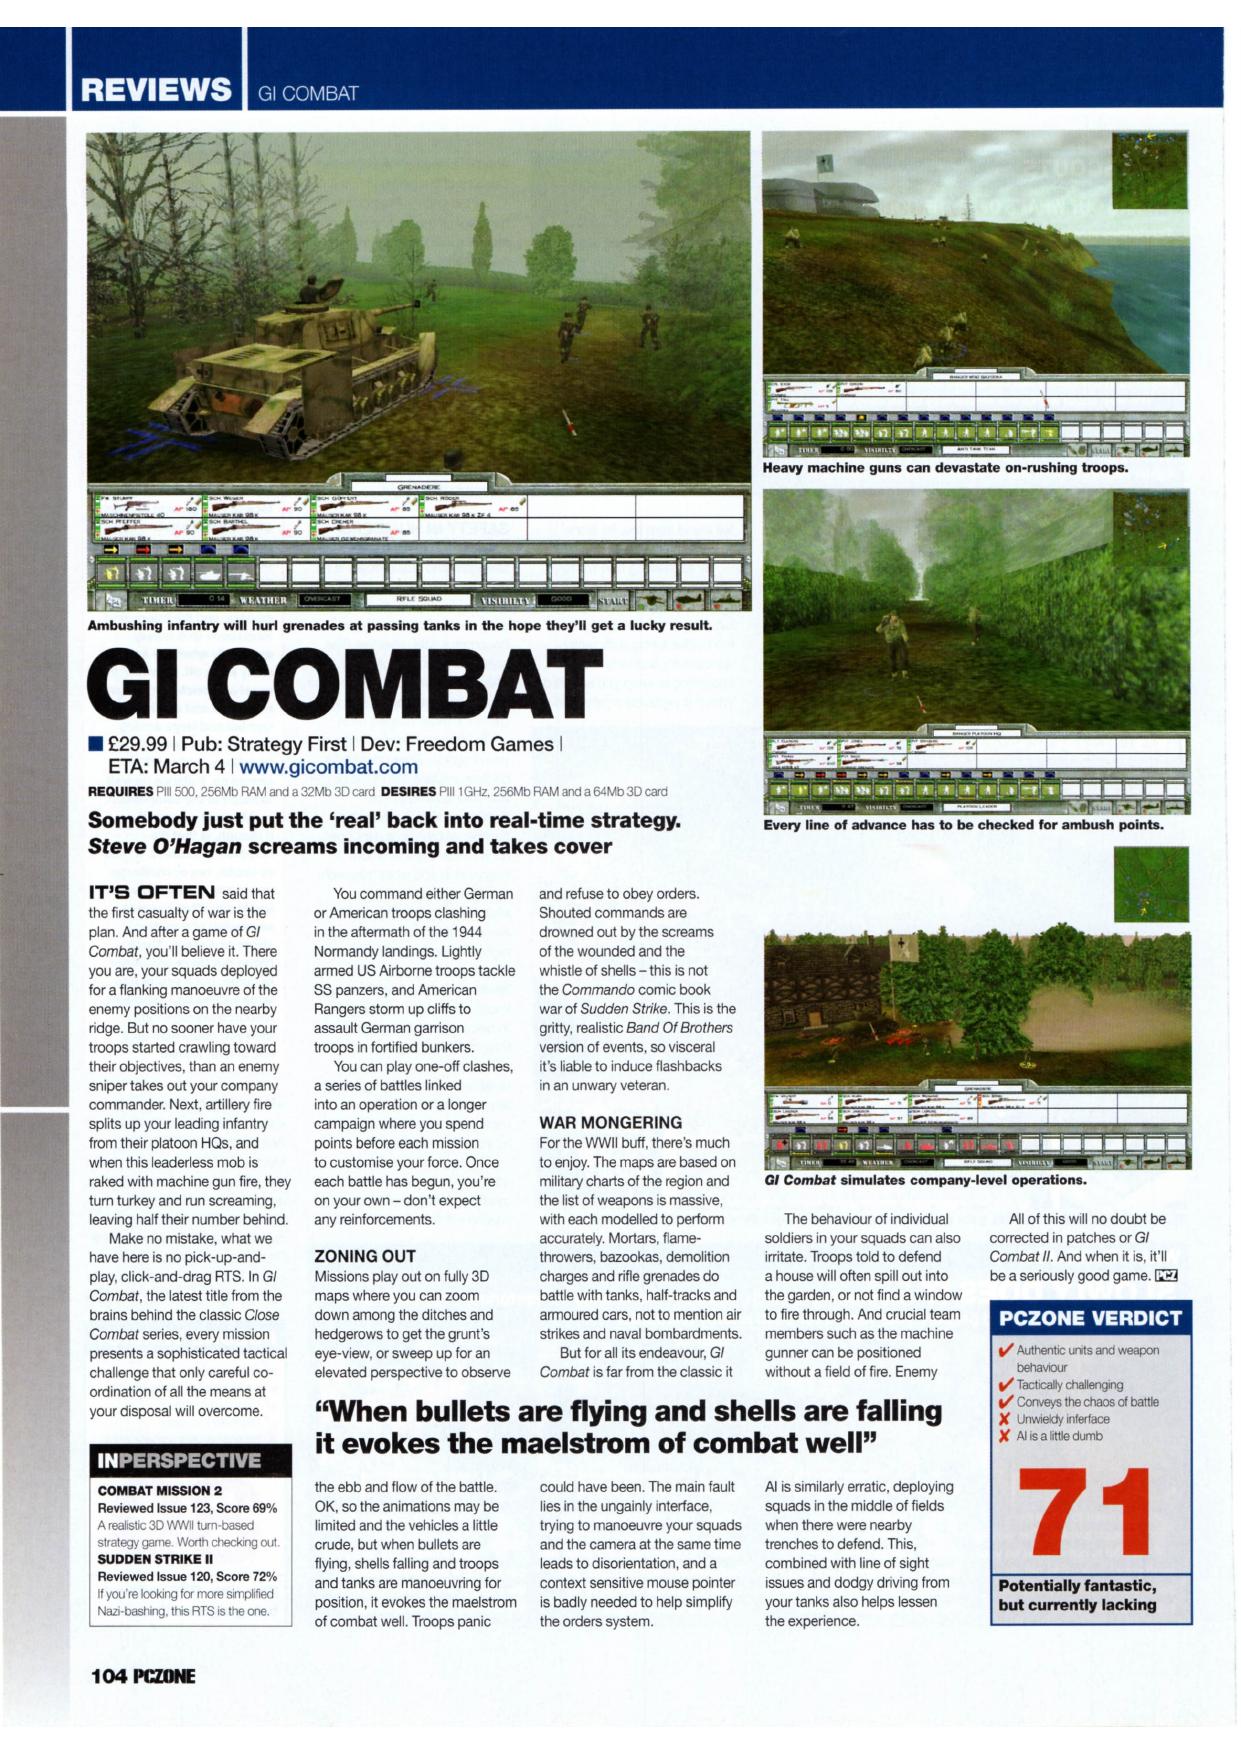 REVIEWS
GI COMBAT
Heavy machine guns can devastate on-rushing troops.
GRENADIERE
TIMER 0:14 WEATHER OVERCAST RIFLE SQUAD VISIBILTY GOOD START
Ambushing infantry will hurl grenades at passing tanks in the hope they'll get a lucky result.
Every line of advance has to be checked for ambush points.
GI Combat simulates company-level operations.
GI COMBAT
£29.99 | Pub: Strategy First | Dev: Freedom Games |
ETA: March 4 | www.gicombat.com
REQUIRES PIII 500, 256Mb RAM and a 32Mb 3D card DESIRES PIII 1GHz, 256Mb RAM and a 64Mb 3D card
Somebody just put the 'real' back into real-time strategy.
Steve O'Hagan screams incoming and takes cover
IT'S OFTEN said that
the first casualty of war is the
plan. And after a game of GI
Combat, you'll believe it. There
you are, your squads deployed
for a flanking manoeuvre of the
enemy positions on the nearby
ridge. But no sooner have your
troops started crawling toward
their objectives, than an enemy
sniper takes out your company
commander. Next, artillery fire
splits up your leading infantry
from their platoon HQs, and
when this leaderless mob is
raked with machine gun fire, they
turn turkey and run screaming,
leaving half their number behind.
Make no mistake, what we
have here is no pick-up-and-
play, click-and-drag RTS. In GI
Combat, the latest title from the
brains behind the classic Close
Combat series, every mission
presents a sophisticated tactical
challenge that only careful co-
ordination of all the means at
your disposal will overcome.
You command either German
or American troops clashing
in the aftermath of the 1944
Normandy landings. Lightly
armed US Airborne troops tackle
SS panzers, and American
Rangers storm up cliffs to
assault German garrison
troops in fortified bunkers.
You can play one-off clashes,
a series of battles linked
into an operation or a longer
campaign where you spend
points before each mission
to customise your force. Once
each battle has begun, you're
on your own – don't expect
any reinforcements.
ZONING OUT
Missions play out on fully 3D
maps where you can zoom
down among the ditches and
hedgerows to get the grunt's
eye-view, or sweep up for an
elevated perspective to observe
the ebb and flow of the battle.
OK, so the animations may be
limited and the vehicles a little
crude, but when bullets are
flying, shells falling and troops
and tanks are manoeuvring for
position, it evokes the maelstrom
of combat well. Troops panic
and refuse to obey orders.
Shouted commands are
drowned out by the screams
of the wounded and the
whistle of shells – this is not
the Commando comic book
war of Sudden Strike. This is the
gritty, realistic Band Of Brothers
version of events, so visceral
it's liable to induce flashbacks
in an unwary veteran.
WAR MONGERING
For the WWII buff, there's much
to enjoy. The maps are based on
military charts of the region and
the list of weapons is massive,
with each modelled to perform
accurately. Mortars, flame-
throwers, bazookas, demolition
charges and rifle grenades do
battle with tanks, half-tracks and
armoured cars, not to mention air
strikes and naval bombardments.
But for all its endeavour, GI
Combat is far from the classic it
could have been. The main fault
lies in the ungainly interface,
trying to manoeuvre your squads
and the camera at the same time
leads to disorientation, and a
context sensitive mouse pointer
is badly needed to help simplify
the orders system.
The behaviour of individual
soldiers in your squads can also
irritate. Troops told to defend
a house will often spill out into
the garden, or not find a window
to fire through. And crucial team
members such as the machine
gunner can be positioned
without a field of fire. Enemy
AI is similarly erratic, deploying
squads in the middle of fields
when there were nearby
trenches to defend. This,
combined with line of sight
issues and dodgy driving from
your tanks also helps lessen
the experience.
All of this will no doubt be
corrected in patches or GI
Combat II. And when it is, it'll
be a seriously good game. PCZ
"When bullets are flying and shells are falling
it evokes the maelstrom of combat well"
INPERSPECTIVE
COMBAT MISSION 2
Reviewed Issue 123, Score 69%
A realistic 3D WWII turn-based
strategy game. Worth checking out.
SUDDEN STRIKE II
Reviewed Issue 120, Score 72%
If you're looking for more simplified
Nazi-bashing, this RTS is the one.
PCZONE VERDICT
Authentic units and weapon
behaviour
Tactically challenging
Conveys the chaos of battle
Unwieldy inferface
AI is a little dumb
71
Potentially fantastic,
but currently lacking
104 PCZONE